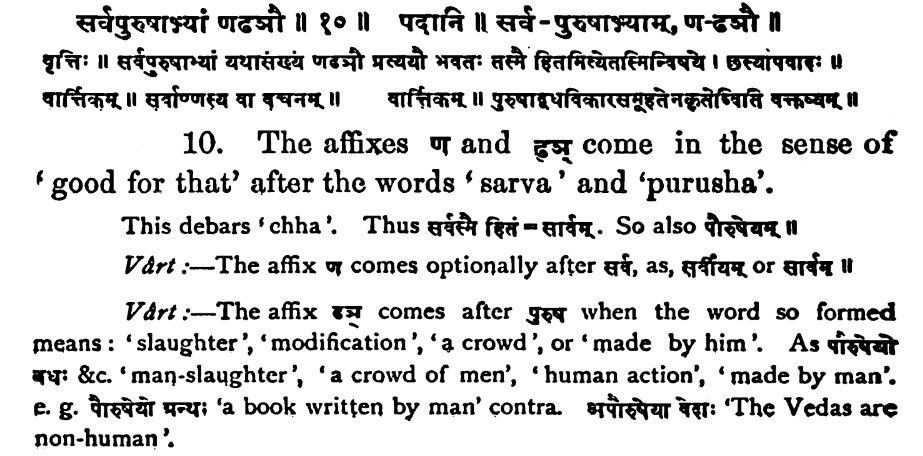 सर्वपुरुषाभ्यां णढञौ ॥ १० ॥ पदानि ॥ सर्व-पुरुषाभ्याम्, ण-ढञौ ॥
वृत्तिः ॥ सर्वपुरुषाभ्यां यथासंख्यं णढञौ प्रत्ययौ भवतः तस्मै हितमित्येतस्मिन्विषये । छस्यापवादः ॥
वार्त्तिकम् ॥ सर्वाण्णस्य वा वचनम् ॥ वार्त्तिकम् ॥ पुरुषाद्वधविकारसमूहतेनकृतेष्विति वक्तव्यम् ॥
10. The affixes ण and ढञ् come in the sense of
‘good for that’ after the words ‘sarva’ and ‘purusha’.
This debars ‘chha’. Thus सर्वस्मै हितं = सार्वम्. So also पौरुषेयम् ॥
Vârt :—The affix ण comes optionally after सर्व, as, सर्वीयम् or सार्वम् ॥
Vârt :—The affix ढञ् comes after पुरुष when the word so formed
means : ‘slaughter’, ‘modification’, ‘a crowd’, or ‘made by him’. As पौरुषेयो
वधः &c. ‘man-slaughter’, ‘a crowd of men’, ‘human action’, ‘made by man’.
e. g. पौरुषेयो ग्रन्थः ‘a book written by man’ contra. अपौरुषेया वेदाः ‘The Vedas are
non-human’.